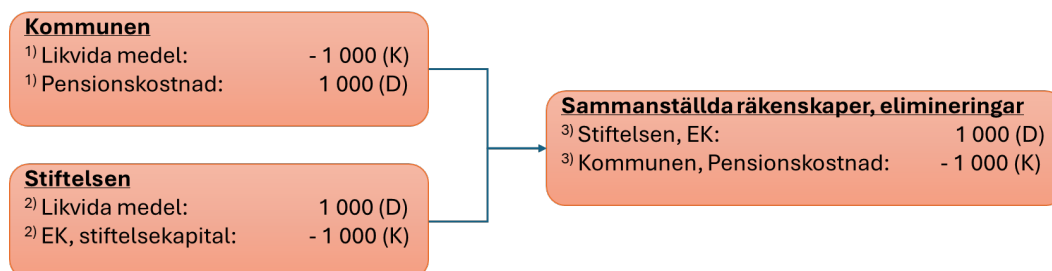 Kommunen
1) Likvida medel: - 1 000 (K)
1) Pensionskostnad: 1 000 (D)
Stiftelsen
2) Likvida medel: 1 000 (D)
2) EK, stiftelsekapital: - 1 000 (K)
Sammanställda räkenskaper, elimineringar
3) Stiftelsen, EK: 1 000 (D)
3) Kommunen, Pensionskostnad: - 1 000 (K)